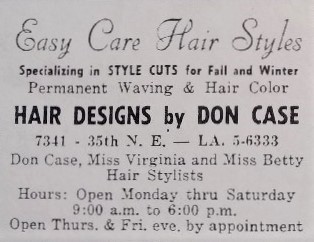 Easy Care Hair Styles
Specializing in STYLE CUTS for Fall and Winter
Permanent Waving & Hair Color
HAIR DESIGNS by DON CASE
7341 - 35th N. E. — LA. 5-6333
Don Case, Miss Virginia and Miss Betty
Hair Stylists
Hours: Open Monday thru Saturday
9:00 a.m. to 6:00 p.m.
Open Thurs. & Fri. eve. by appointment